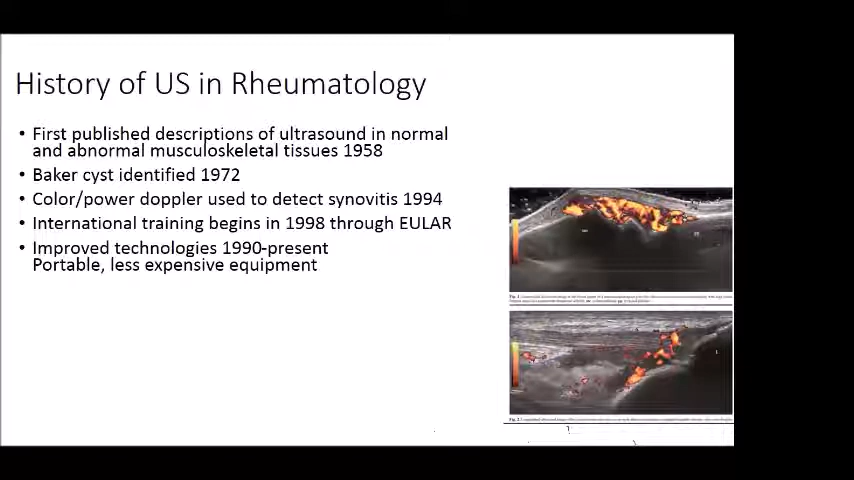 History of US in Rheumatology
• First published descriptions of ultrasound in normal
and abnormal musculoskeletal tissues 1958
• Baker cyst identified 1972
• Color/power doppler used to detect synovitis 1994
• International training begins in 1998 through EULAR
• Improved technologies 1990-present
Portable, less expensive equipment